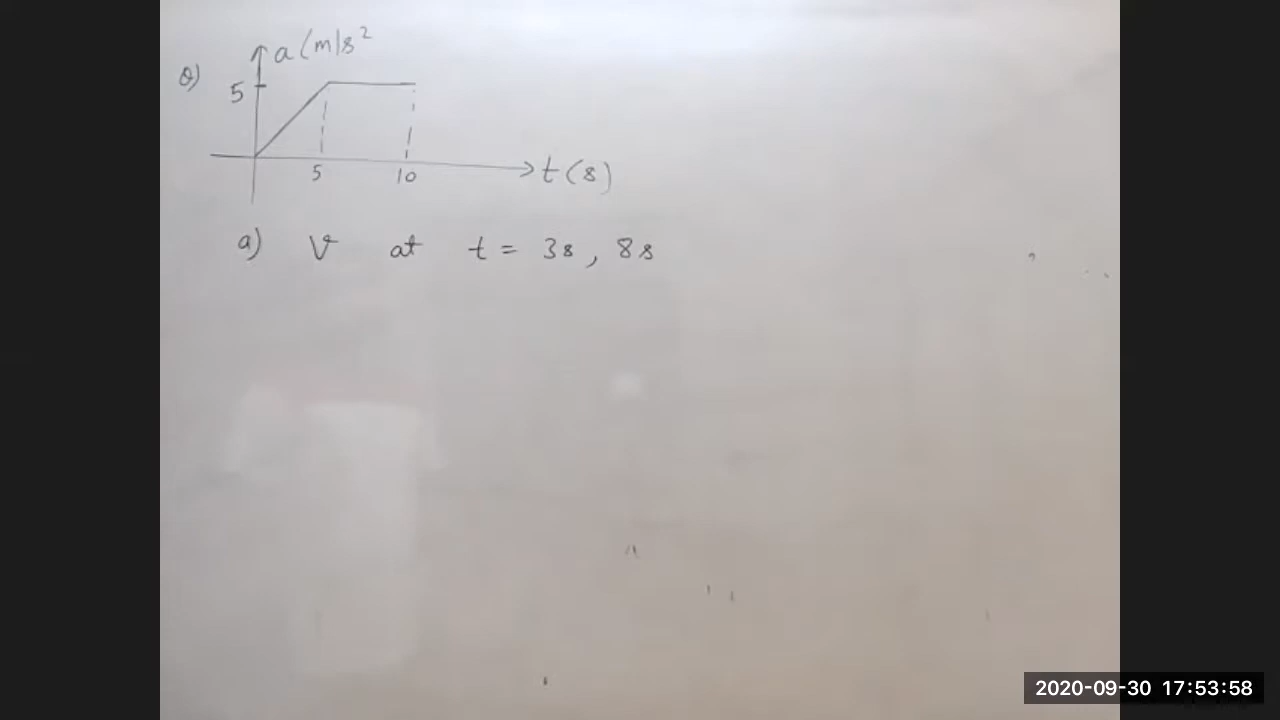 a (m/s²
Q)
5
5 10
t (s)
a) V at t = 3s, 8s
2020-09-30 17:53:58